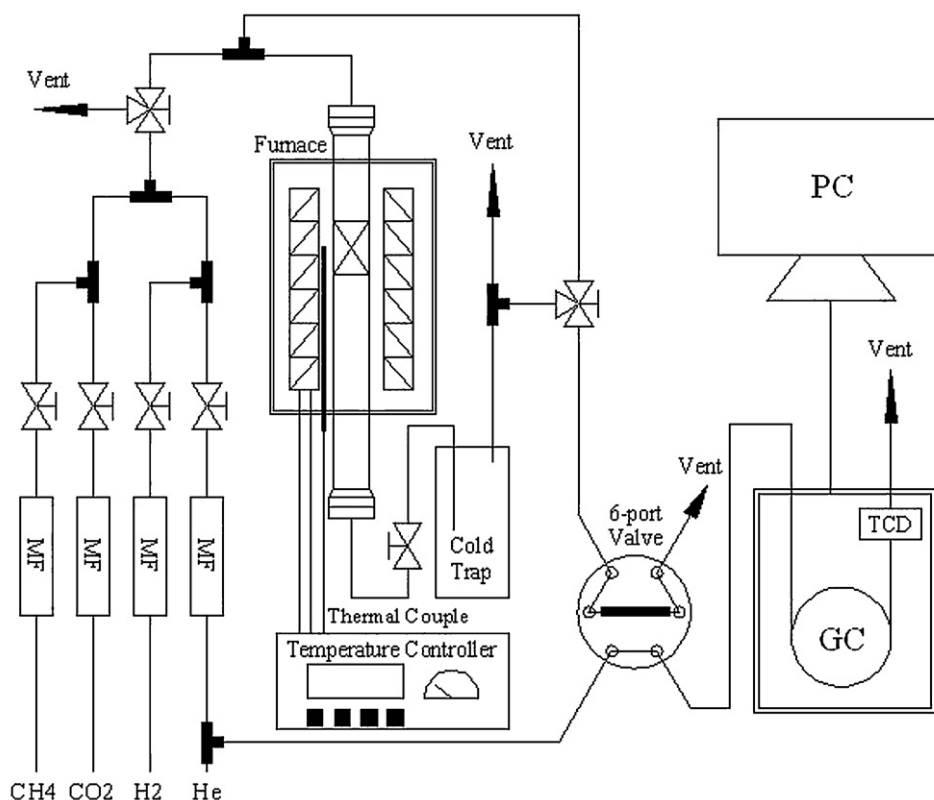 Vent
Furnace
Vent
PC
Vent
Vent
6-port
Valve
TCD
MF
MF
MF
MF
Cold
Trap
Thermal Couple
GC
Temperature Controller
CH4
CO2
H2
He